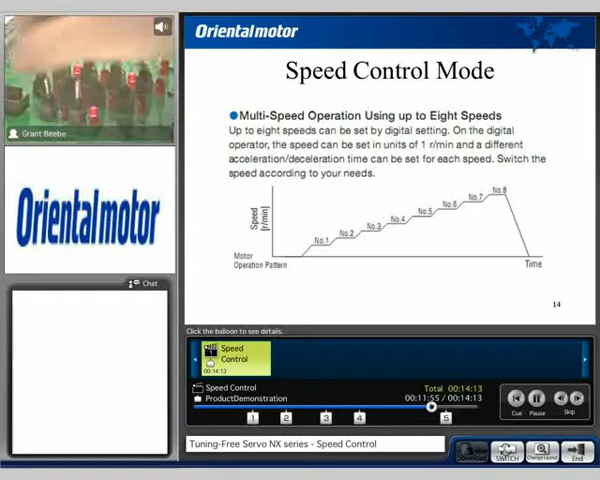 Orientalmotor
Speed Control Mode
Multi-Speed Operation Using up to Eight Speeds
Up to eight speeds can be set by digital setting. On the digital
operator, the speed can be set in units of 1 r/min and a different
acceleration/deceleration time can be set for each speed. Switch the
speed according to your needs.
Speed
[r/min]
No.1
No.2
No.3
No.4
No.5
No.6
No.7
No.8
Motor
Operation Pattern
Time
14
Grant Beebe
Orientalmotor
Chat
Click the balloon to see details.
Speed
Control
00:14:13
Speed Control
Total 00:14:13
ProductDemonstration
00:11:55 / 00:14:13
1
2
3
4
5
Cue
Pause
Skip
Tuning-Free Servo NX series - Speed Control
Download
SWITCH
Change Layout
End